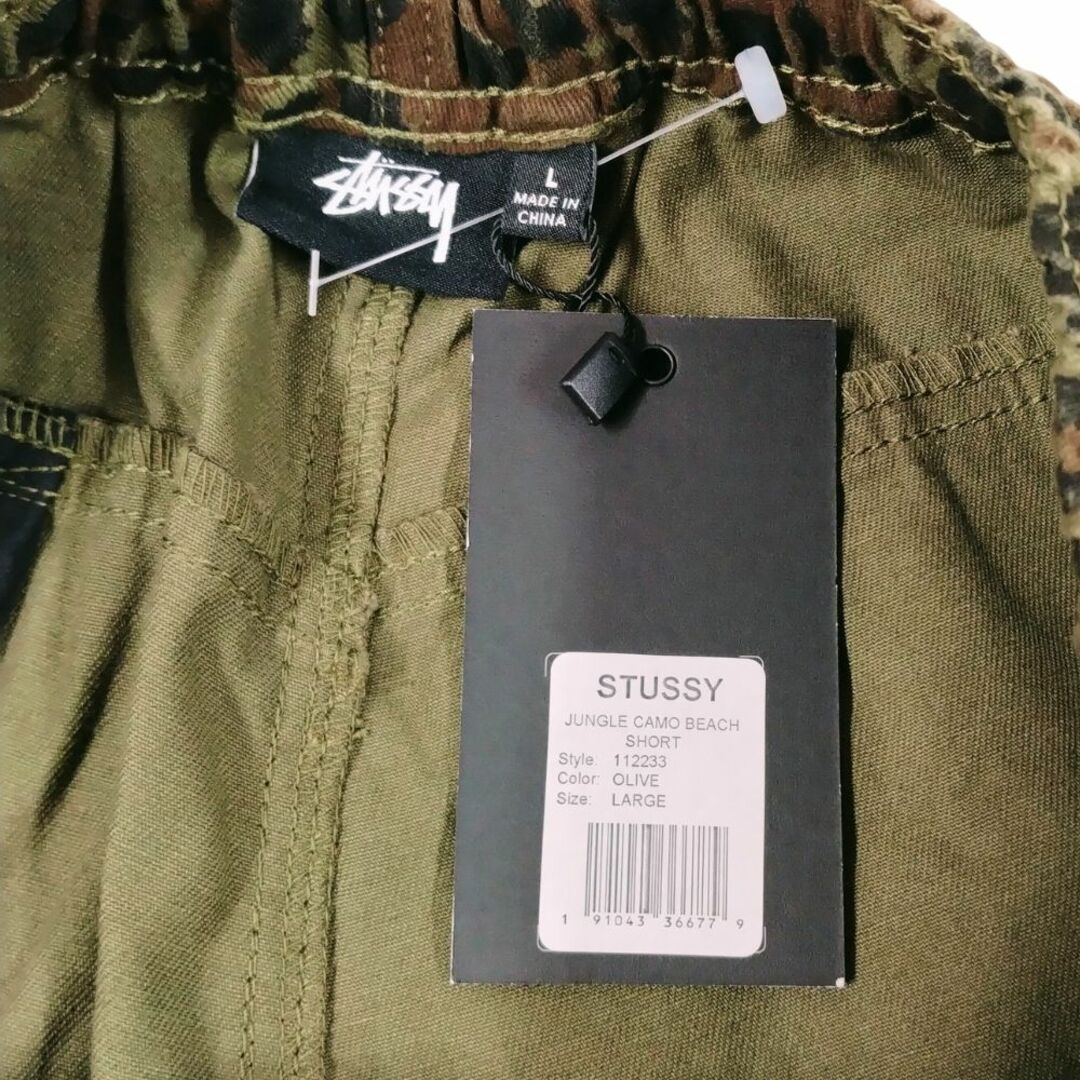 STÜSSY
L
MADE IN
CHINA
STUSSY
JUNGLE CAMO BEACH
SHORT
Style: 112233
Color: OLIVE
Size: LARGE
1 91043 36677 9